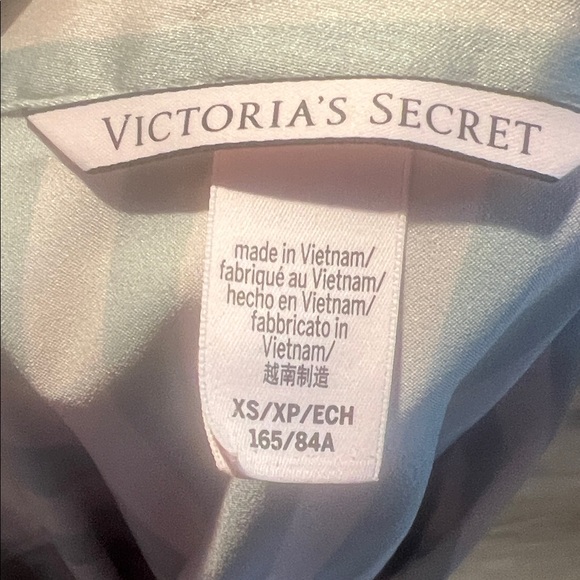 VICTORIA'S SECRET
made in Vietnam/
fabriqué au Vietnam/
hecho en Vietnam/
fabbricato in
Vietnam/
越南制造
XS/XP/ECH
165/84A